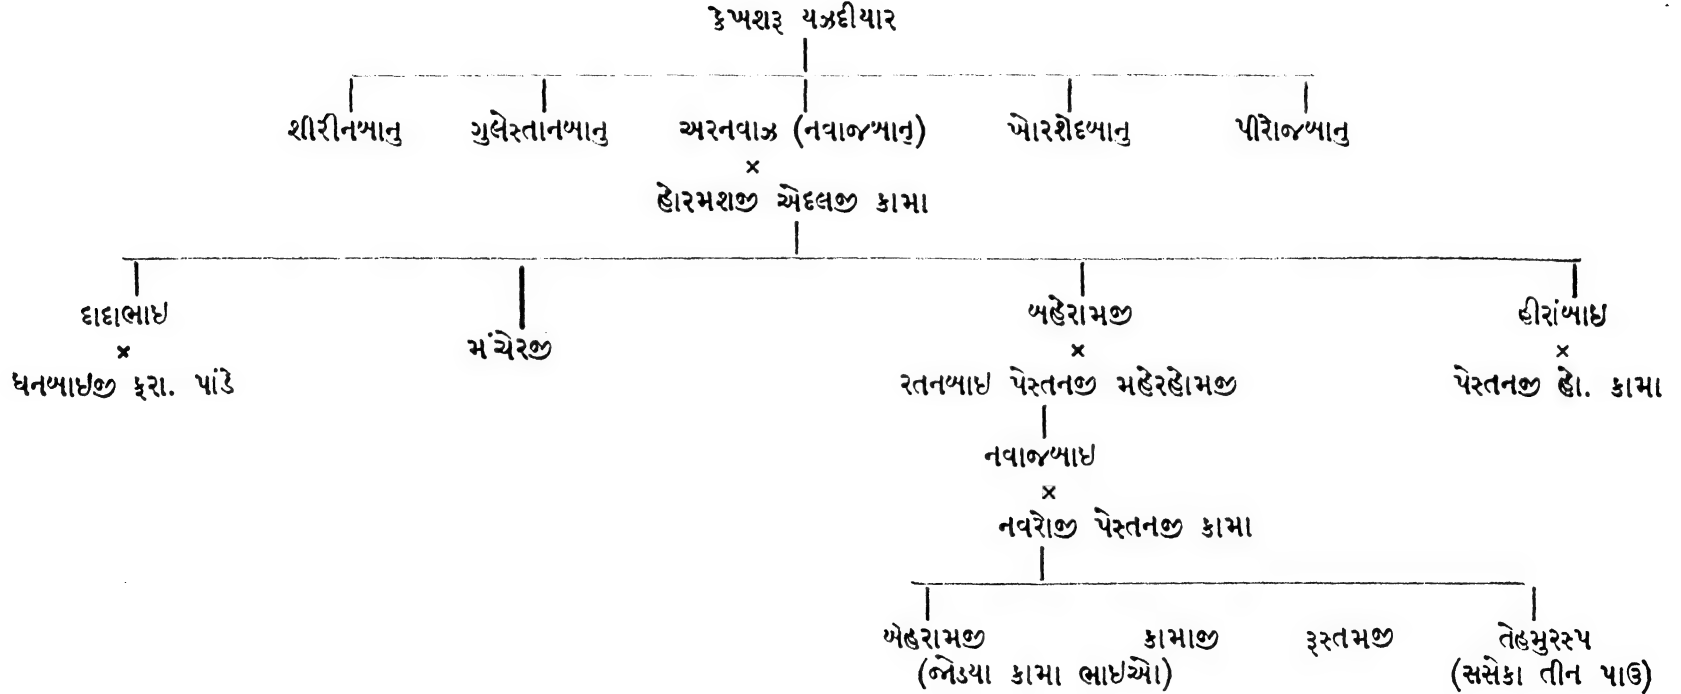 કેખશરૂ યઝદીયાર
શીરીનબાનુ ગુલેસ્તાનબાનુ અરનવાઝ (નવાજબાનુ) ખોરશેદબાનુ પીરોજબાનુ
×
હોરમશજી એદલજી કામા
દાદાભાઇ મંચેરજી બહેરામજી હીરાંબાઇ
× × ×
ધનબાઈજી ફરા. પાંડે રતનબાઇ પેસ્તનજી મહેરહોમજી પેસ્તનજી હો. કામા
નવાજબાઇ
×
નવરોજી પેસ્તનજી કામા
બેહરામજી કામાજી રૂસ્તમજી તેહમુરસ્પ
(જોડયા કામા ભાઇઓ) (સસેકા તીન પાઉ)